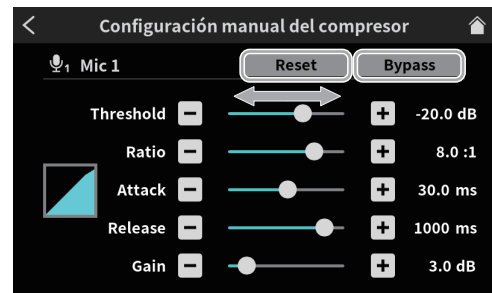 Configuración manual del compresor
1 Mic 1 Reset Bypass
Threshold - + -20.0 dB
Ratio - + 8.0 :1
Attack - + 30.0 ms
Release - + 1000 ms
Gain - + 3.0 dB